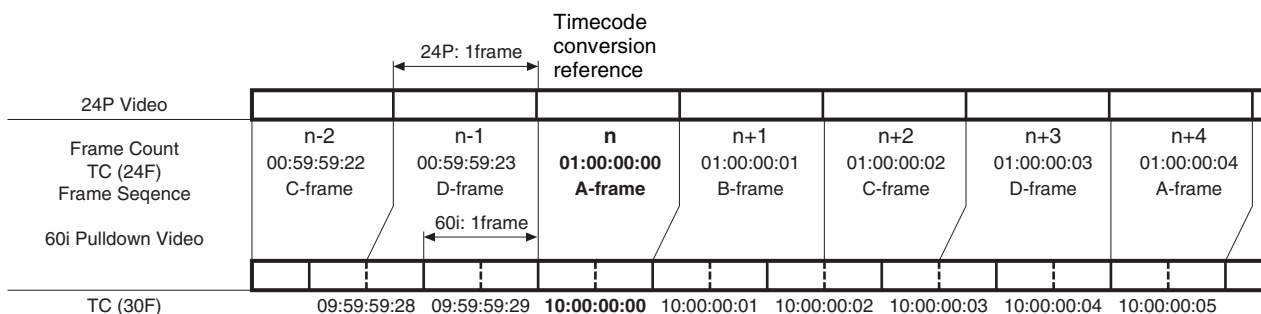 Timecode
conversion
reference
24P: 1frame
24P Video
Frame Count
TC (24F)
Frame Seqence
n-2 n-1 n n+1 n+2 n+3 n+4
00:59:59:22 00:59:59:23 01:00:00:00 01:00:00:01 01:00:00:02 01:00:00:03 01:00:00:04
C-frame D-frame A-frame B-frame C-frame D-frame A-frame
60i: 1frame
60i Pulldown Video
TC (30F) 09:59:59:28 09:59:59:29 10:00:00:00 10:00:00:01 10:00:00:02 10:00:00:03 10:00:00:04 10:00:00:05